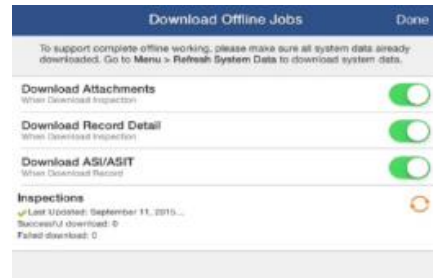 Download Offline Jobs
Done
To support complete offline working, please make sure all system data already
downloaded. Go to Menu > Refresh System Data to download system data.
Download Attachments
When Download Inspection
Download Record Detail
When Download Inspection
Download ASI/ASIT
When Download Record
Inspections
Last Updated: September 11, 2015...
Successful download: 0
Failed download: 0